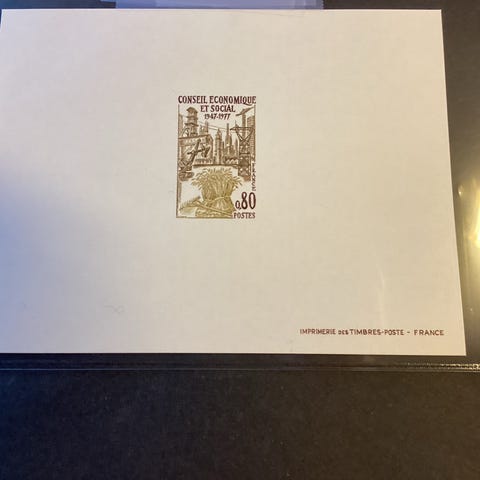 CONSEIL ECONOMIQUE
ET SOCIAL
1947-1977
FRANCE
0,80
POSTES
IMPRIMERIE DES TIMBRES-POSTE - FRANCE